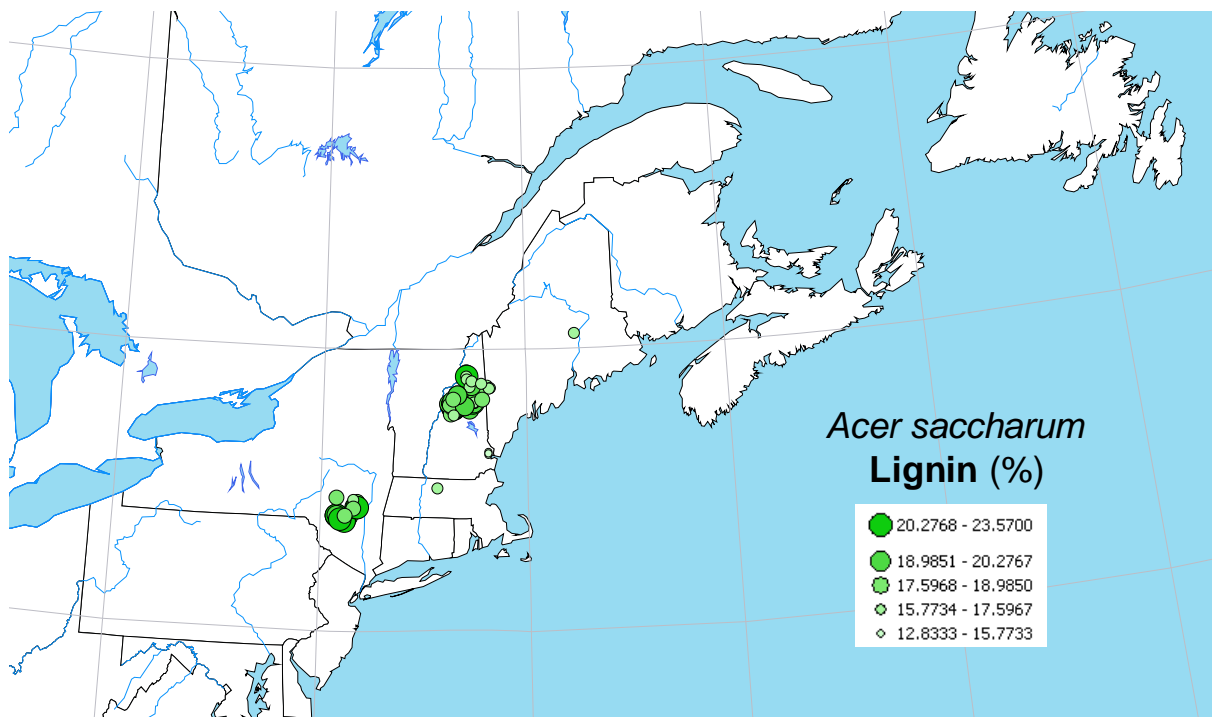 Acer saccharum
Lignin (%)
20.2768 - 23.5700
18.9851 - 20.2767
17.5968 - 18.9850
15.7734 - 17.5967
12.8333 - 15.7733